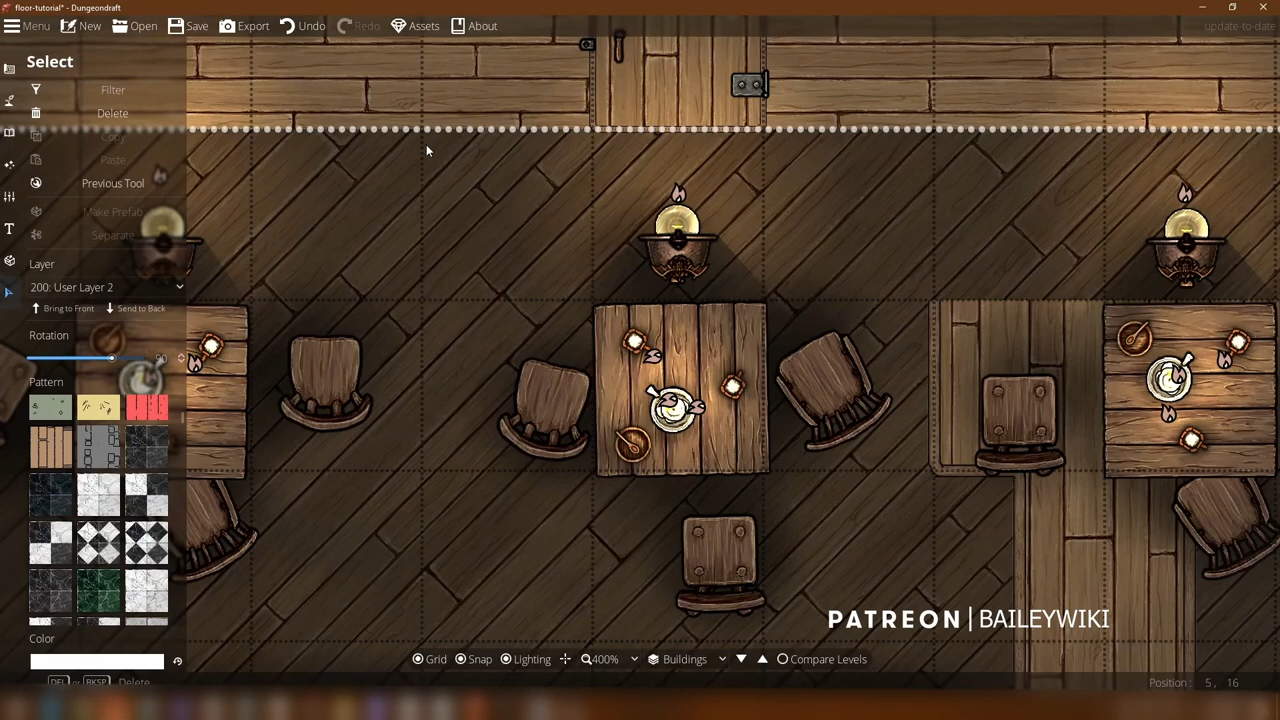 floor-tutorial* - Dungeondraft
Menu New Open Save Export Undo Redo Assets About update-to-date
Select
Filter
Delete
Copy
Paste
Previous Tool
Make Prefab
Separate
Layer
200: User Layer 2
Bring to Front Send to Back
Rotation
90
Pattern
Color
DEL or BKSP Delete
PATREON | BAILEYWIKI
Grid Snap Lighting 400% Buildings Compare Levels
Position : 5, 16